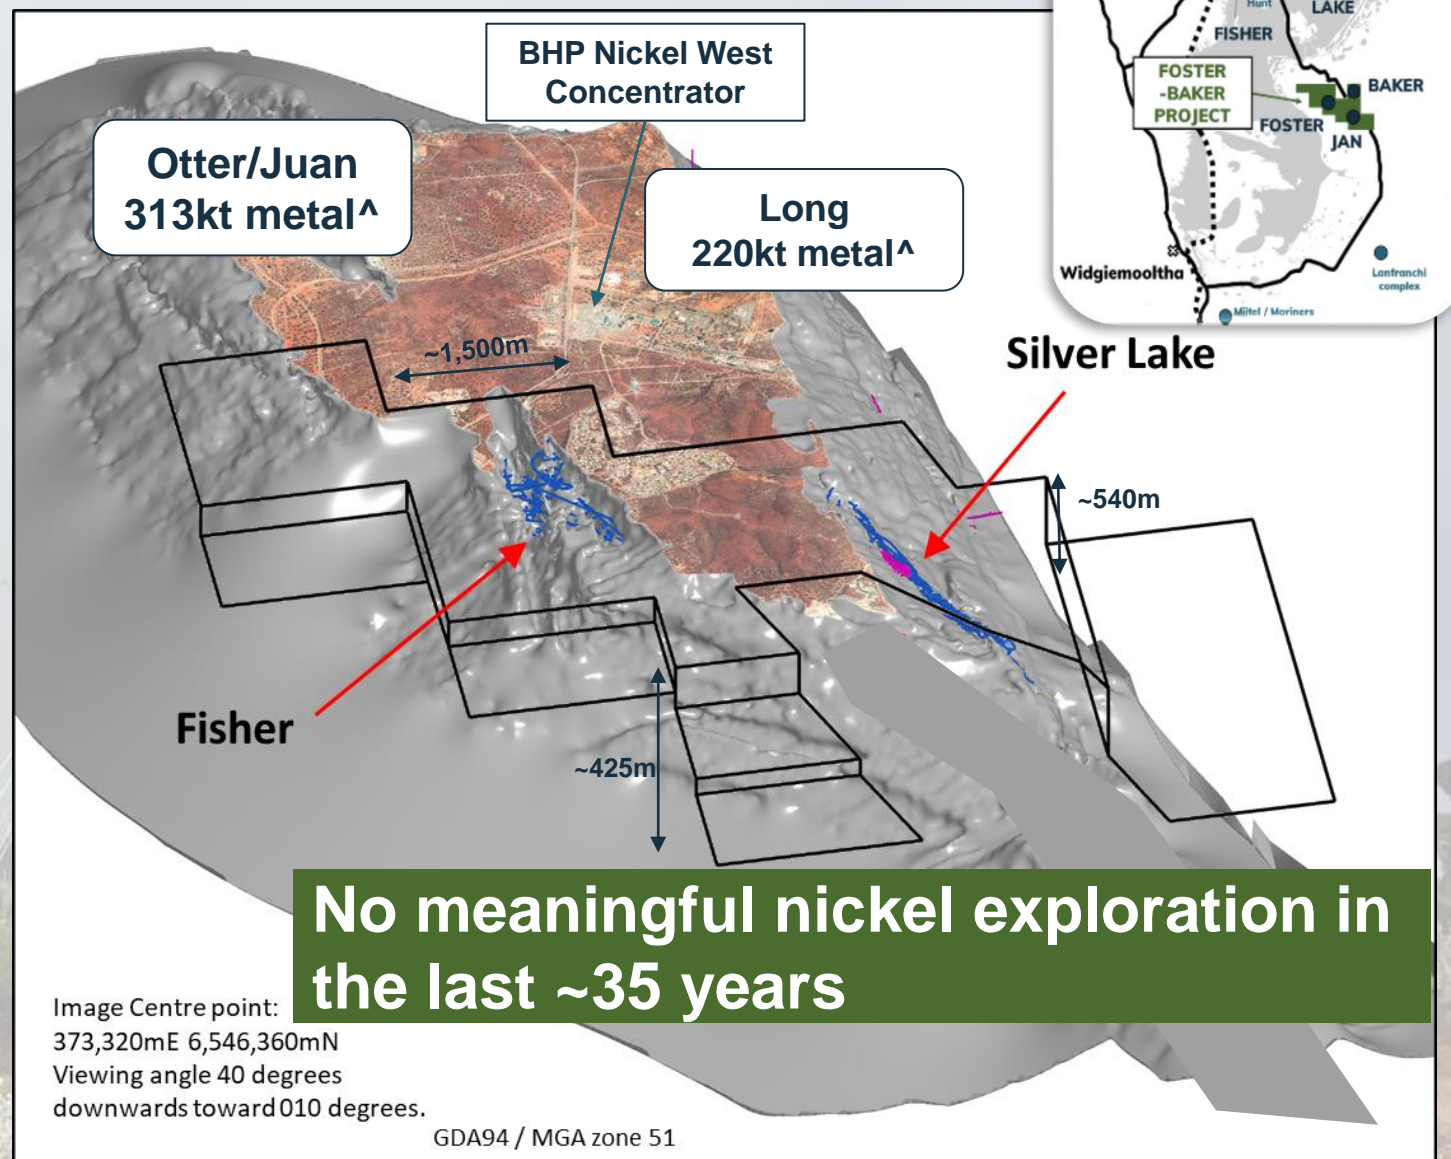 Hunt
LAKE
FISHER
FOSTER
-BAKER
PROJECT
BAKER
FOSTER
JAN
Widgiemooltha
Lanfranchi
complex
Miitel / Mariners
BHP Nickel West
Concentrator
Otter/Juan
313kt metal^
Long
220kt metal^
~1,500m
Silver Lake
~540m
Fisher
~425m
No meaningful nickel exploration in
the last ~35 years
Image Centre point:
373,320mE 6,546,360mN
Viewing angle 40 degrees
downwards toward 010 degrees.
GDA94 / MGA zone 51